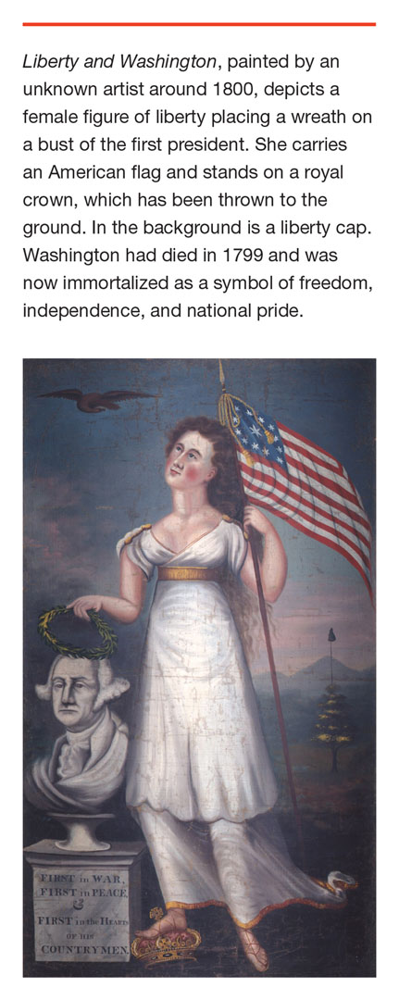 Liberty and Washington, painted by an
unknown artist around 1800, depicts a
female figure of liberty placing a wreath on
a bust of the first president. She carries
an American flag and stands on a royal
crown, which has been thrown to the
ground. In the background is a liberty cap.
Washington had died in 1799 and was
now immortalized as a symbol of freedom,
independence, and national pride.
FIRST in WAR,
FIRST in PEACE
&
FIRST in the HEARTS
OF HIS
COUNTRYMEN.